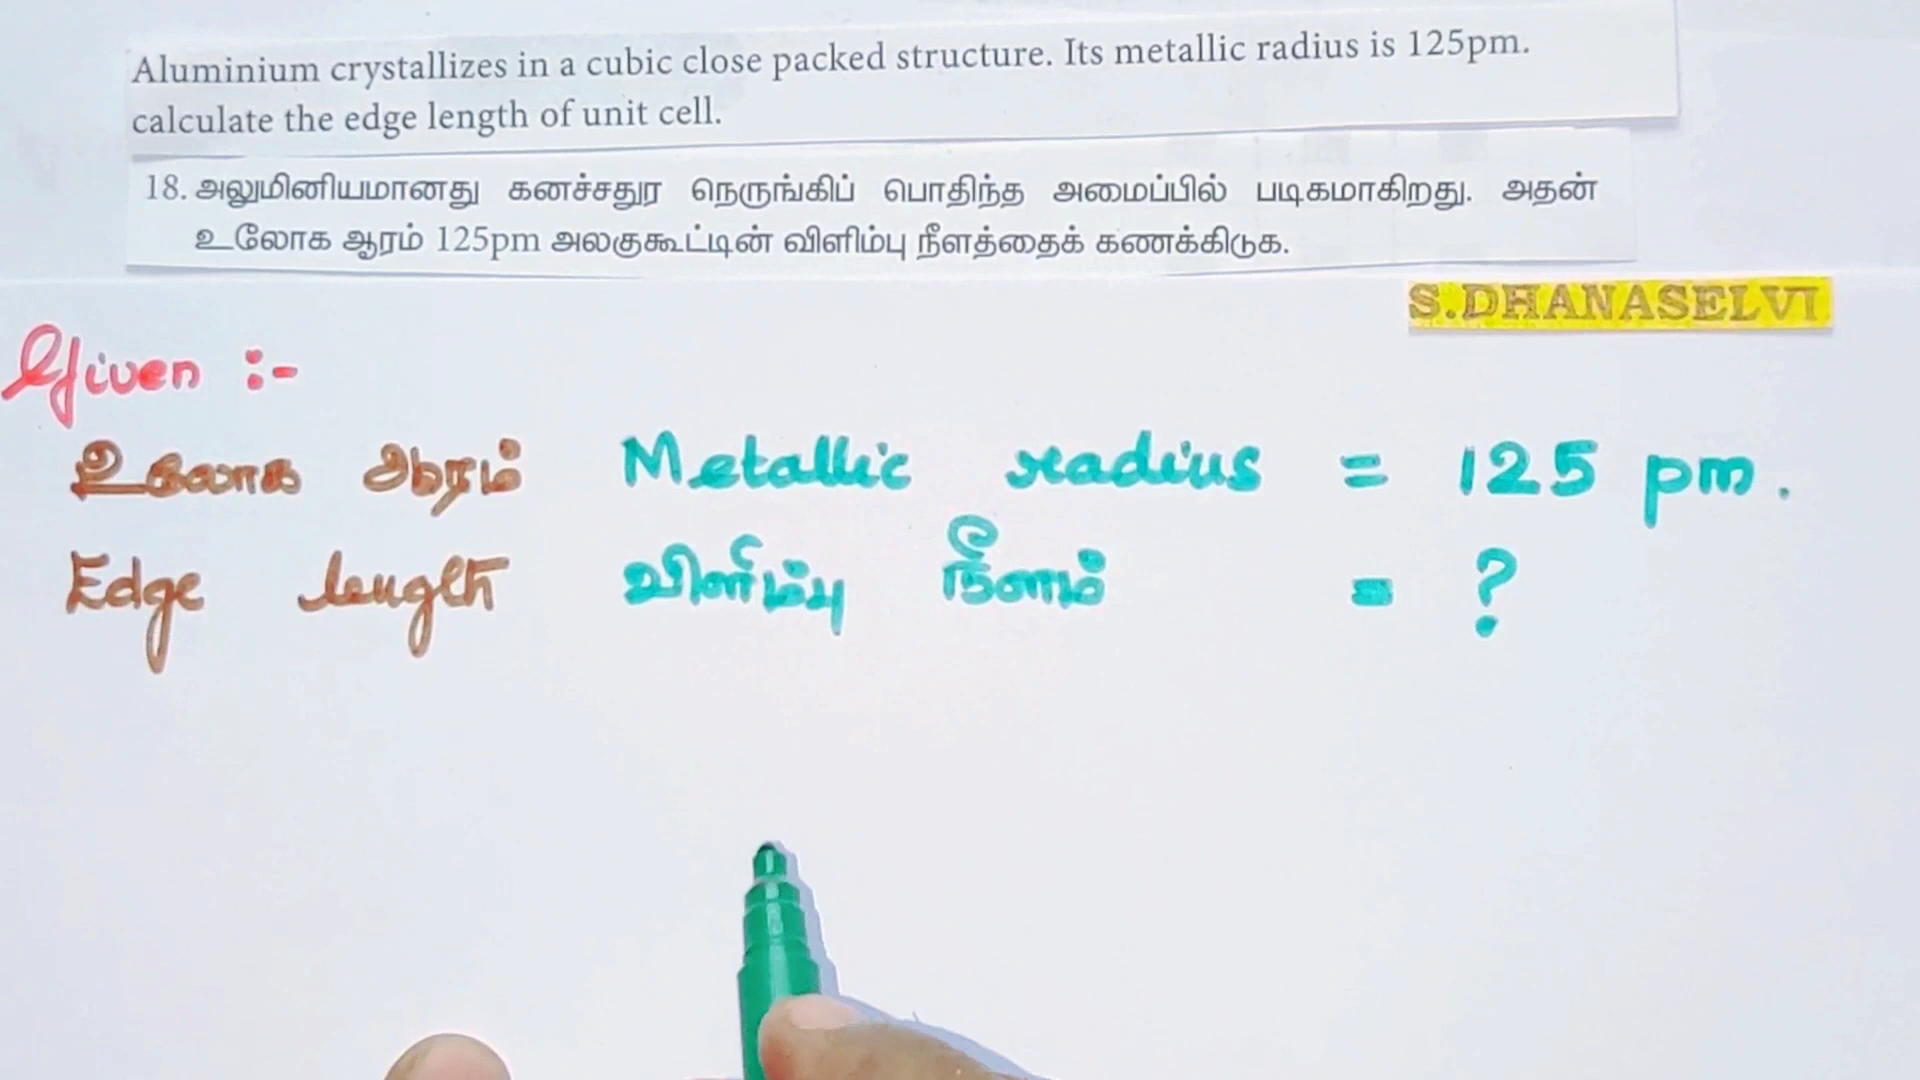 Aluminium crystallizes in a cubic close packed structure. Its metallic radius is 125pm.
calculate the edge length of unit cell.
18. அலுமினியமானது கனச்சதுர நெருங்கிப் பொதிந்த அமைப்பில் படிகமாகிறது. அதன்
உலோக ஆரம் 125pm அலகுகூட்டின் விளிம்பு நீளத்தைக் கணக்கிடுக.
S.DHANASELVI
Given :-
உலோக ஆரம் Metallic radius = 125 pm.
Edge length விளிம்பு நீளம் = ?